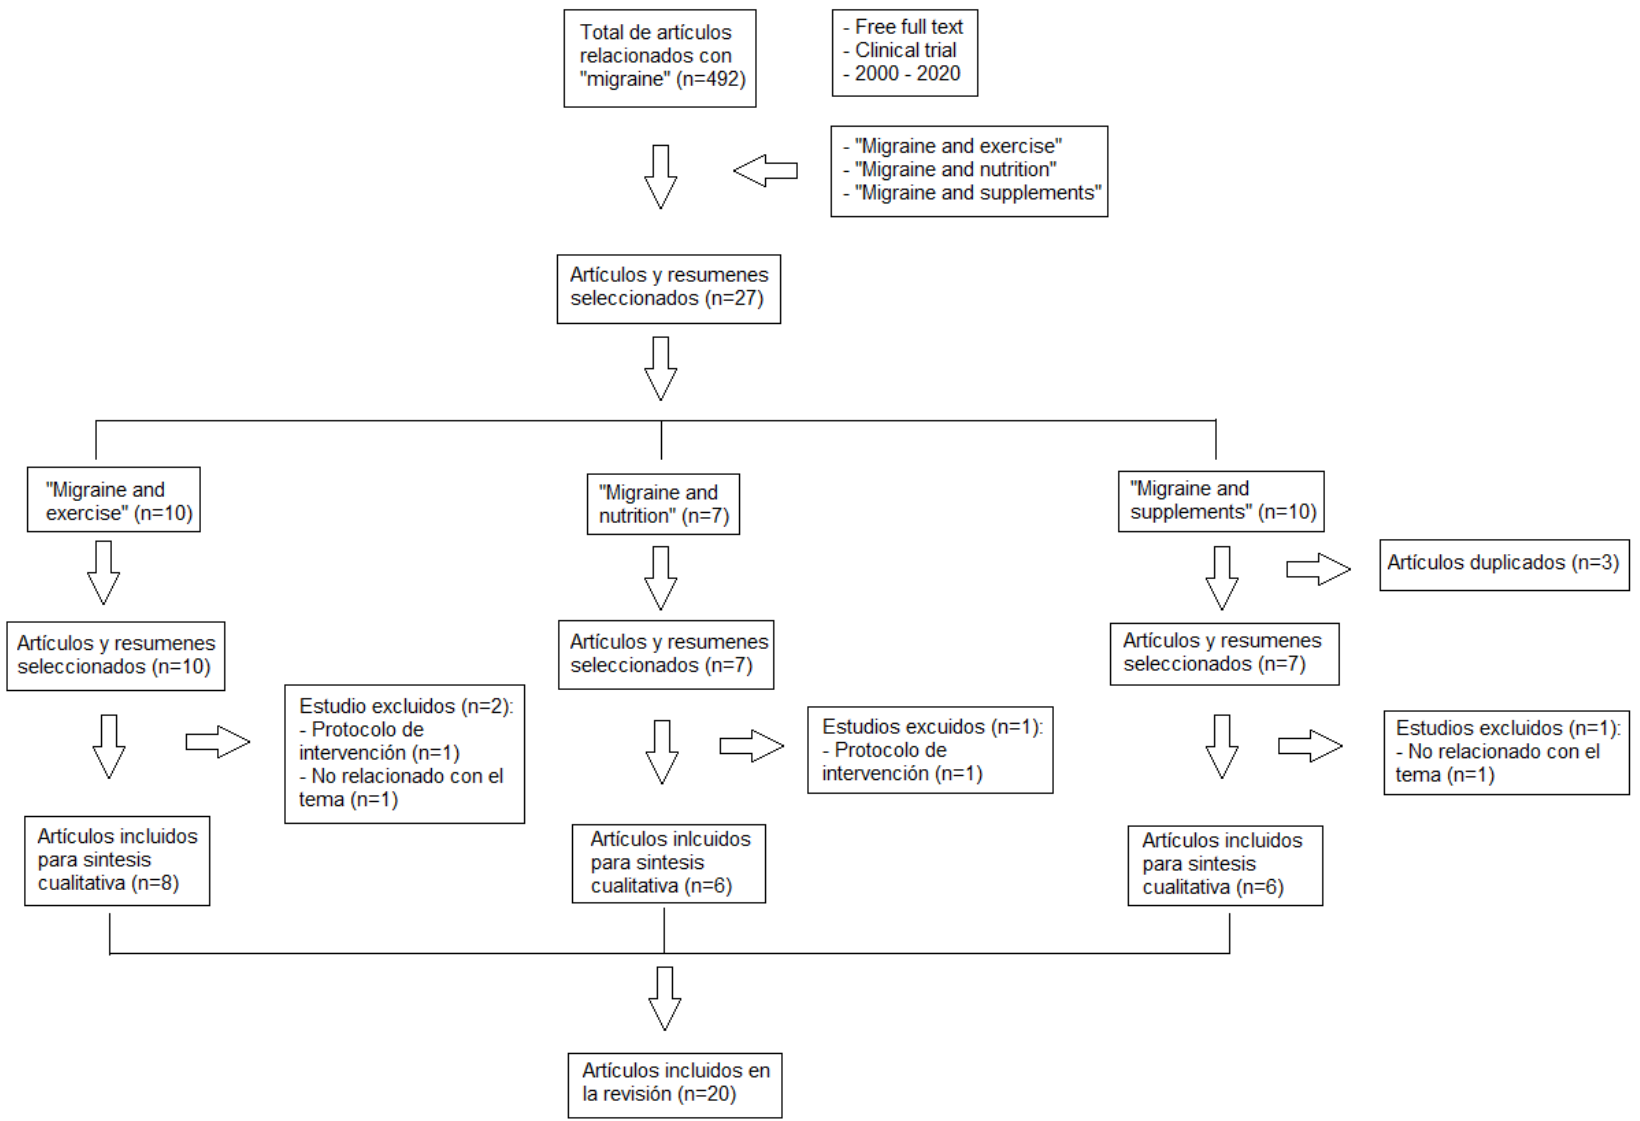 Total de artículos
relacionados con
"migraine" (n=492)
- Free full text
- Clinical trial
- 2000 - 2020
- "Migraine and exercise"
- "Migraine and nutrition"
- "Migraine and supplements"
Artículos y resumenes
seleccionados (n=27)
"Migraine and
exercise" (n=10)
"Migraine and
nutrition" (n=7)
"Migraine and
supplements" (n=10)
Artículos duplicados (n=3)
Artículos y resumenes
seleccionados (n=10)
Artículos y resumenes
seleccionados (n=7)
Artículos y resumenes
seleccionados (n=7)
Estudio excluidos (n=2):
- Protocolo de
intervención (n=1)
- No relacionado con el
tema (n=1)
Estudios excuidos (n=1):
- Protocolo de
intervención (n=1)
Estudios excluidos (n=1):
- No relacionado con el
tema (n=1)
Artículos incluidos
para sintesis
cualitativa (n=8)
Artículos inlcuidos
para sintesis
cualitativa (n=6)
Artículos incluidos
para sintesis
cualitativa (n=6)
Artículos incluidos en
la revisión (n=20)